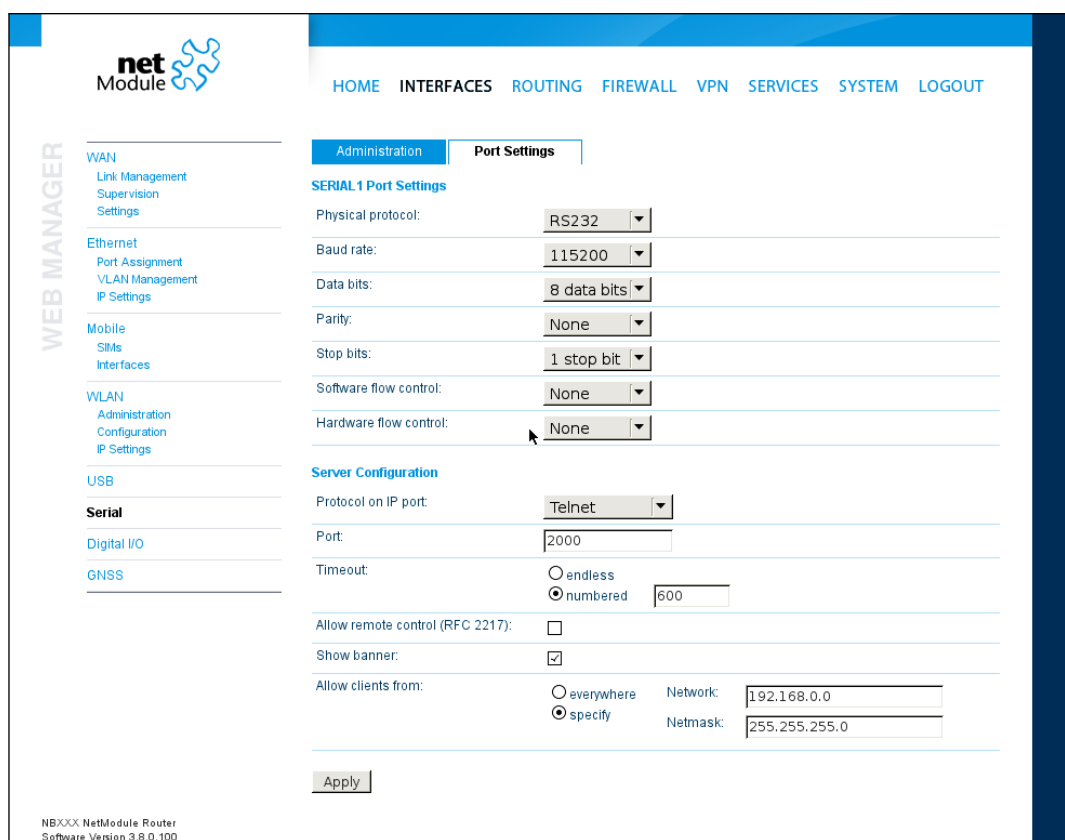 net
Module
HOME INTERFACES ROUTING FIREWALL VPN SERVICES SYSTEM LOGOUT
WEB MANAGER
WAN
Link Management
Supervision
Settings
Ethernet
Port Assignment
VLAN Management
IP Settings
Mobile
SIMs
Interfaces
WLAN
Administration
Configuration
IP Settings
USB
Serial
Digital I/O
GNSS
Administration Port Settings
SERIAL1 Port Settings
Physical protocol: RS232
Baud rate: 115200
Data bits: 8 data bits
Parity: None
Stop bits: 1 stop bit
Software flow control: None
Hardware flow control: None
Server Configuration
Protocol on IP port: Telnet
Port: 2000
Timeout: endless
numbered 600
Allow remote control (RFC 2217):
Show banner:
Allow clients from: everywhere Network: 192.168.0.0
specify Netmask: 255.255.255.0
Apply
NBXXX NetModule Router
Software Version 3.8.0.100